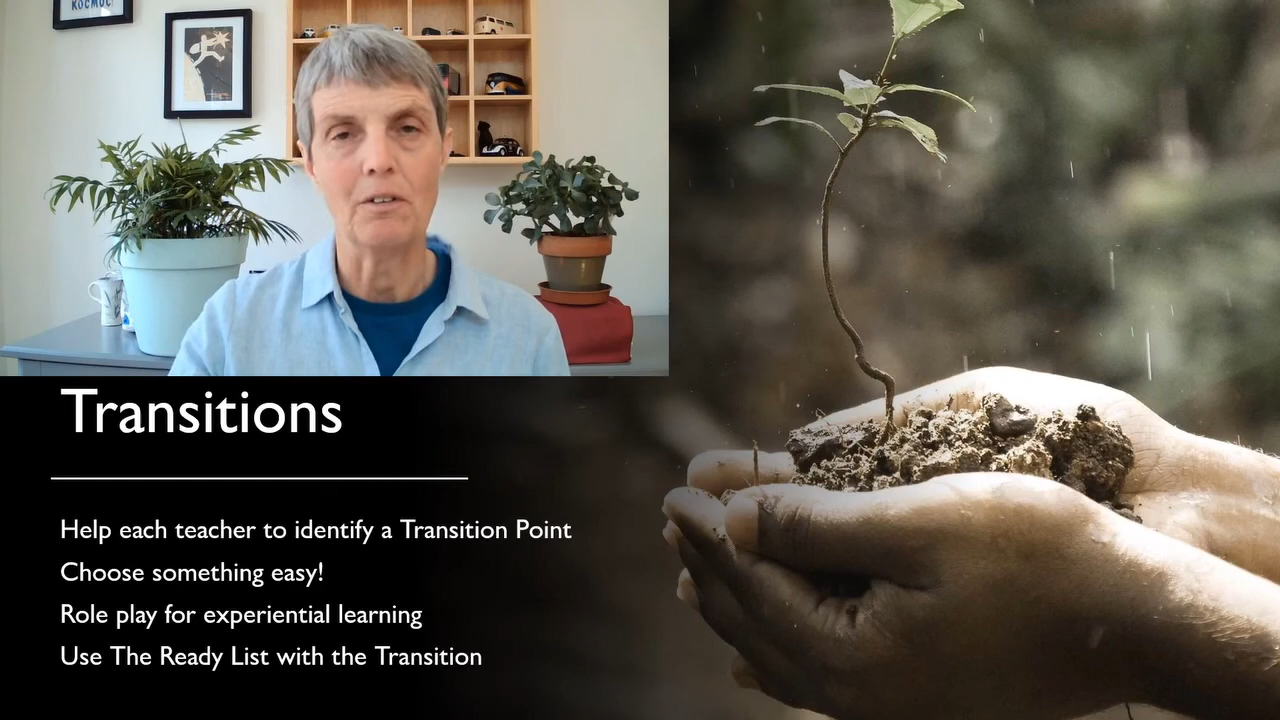 КОСМОС
Transitions
Help each teacher to identify a Transition Point
Choose something easy!
Role play for experiential learning
Use The Ready List with the Transition